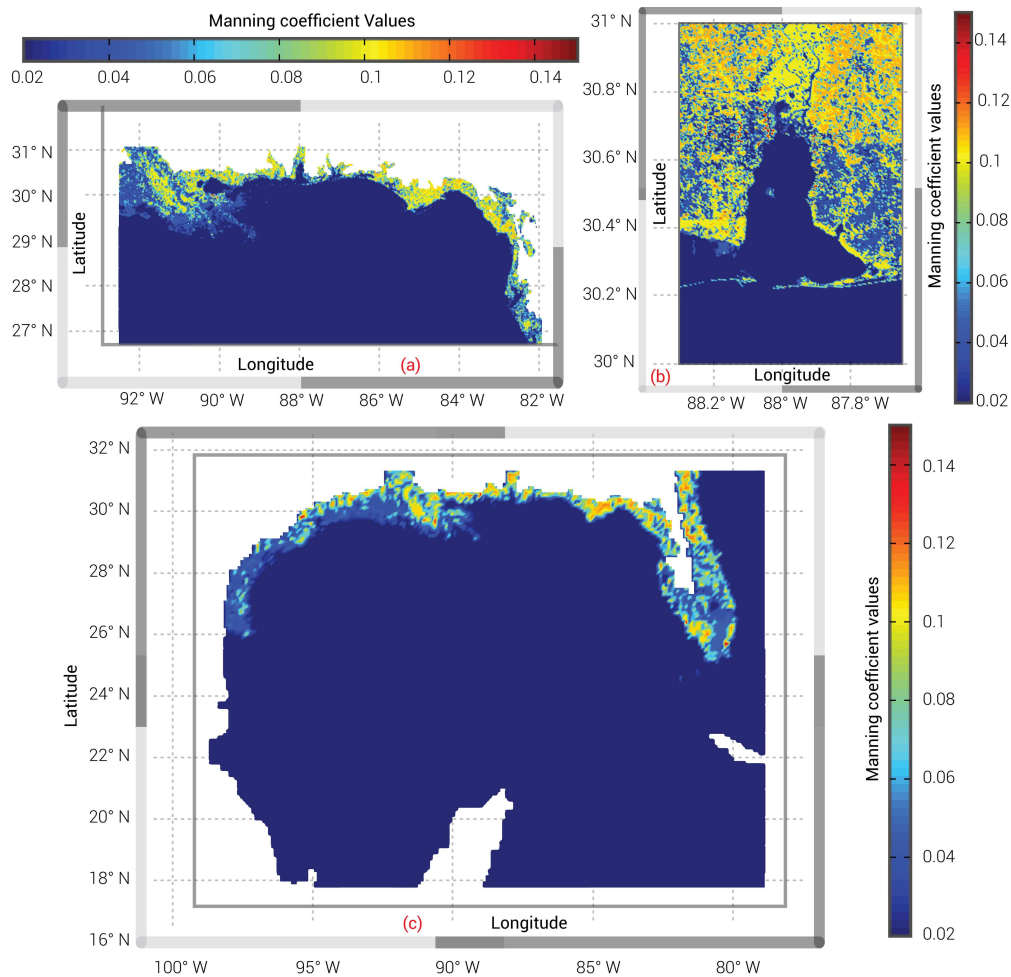 Manning coefficient Values
0.02 0.04 0.06 0.08 0.1 0.12 0.14
31° N
30° N
29° N
28° N
27° N
Latitude
Longitude
(a)
92° W 90° W 88° W 86° W 84° W 82° W
31° N
30.8° N
30.6° N
30.4° N
30.2° N
30° N
Latitude
(b)
Longitude
88.2° W 88° W 87.8° W
Manning coefficient values
0.14
0.12
0.1
0.08
0.06
0.04
0.02
32° N
30° N
28° N
26° N
24° N
22° N
20° N
18° N
16° N
Latitude
(c)
Longitude
100° W 95° W 90° W 85° W 80° W
Manning coefficient values
0.14
0.12
0.1
0.08
0.06
0.04
0.02